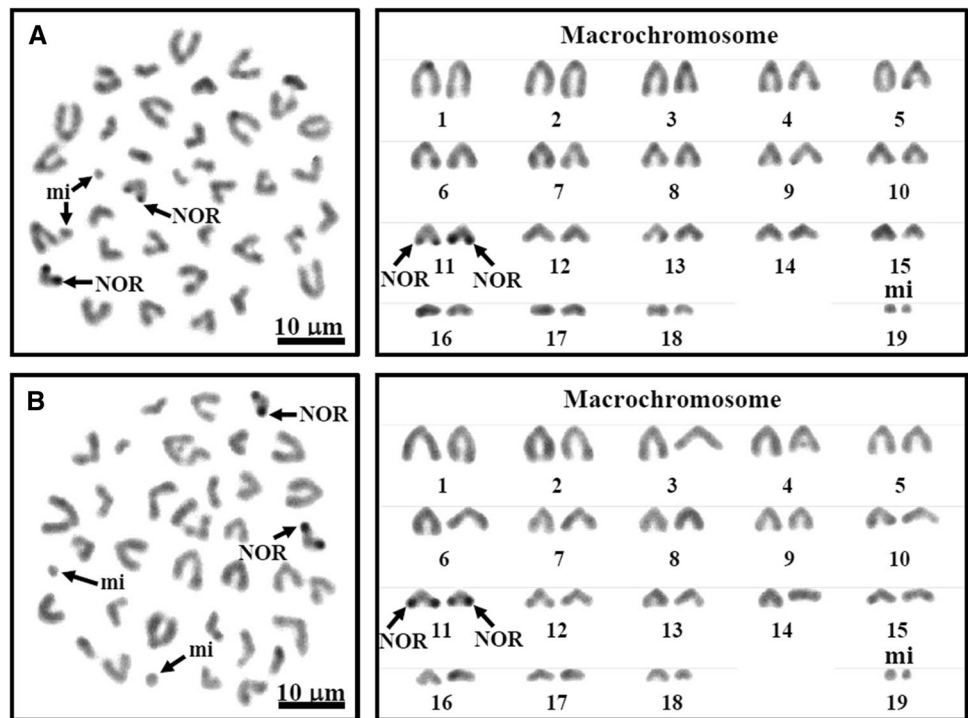 A
mi
NOR
NOR
10 µm
Macrochromosome
1 2 3 4 5
6 7 8 9 10
NOR 11 NOR 12 13 14 15
mi
16 17 18 19
B
NOR
NOR
mi
mi
10 µm
Macrochromosome
1 2 3 4 5
6 7 8 9 10
NOR 11 NOR 12 13 14 15
mi
16 17 18 19